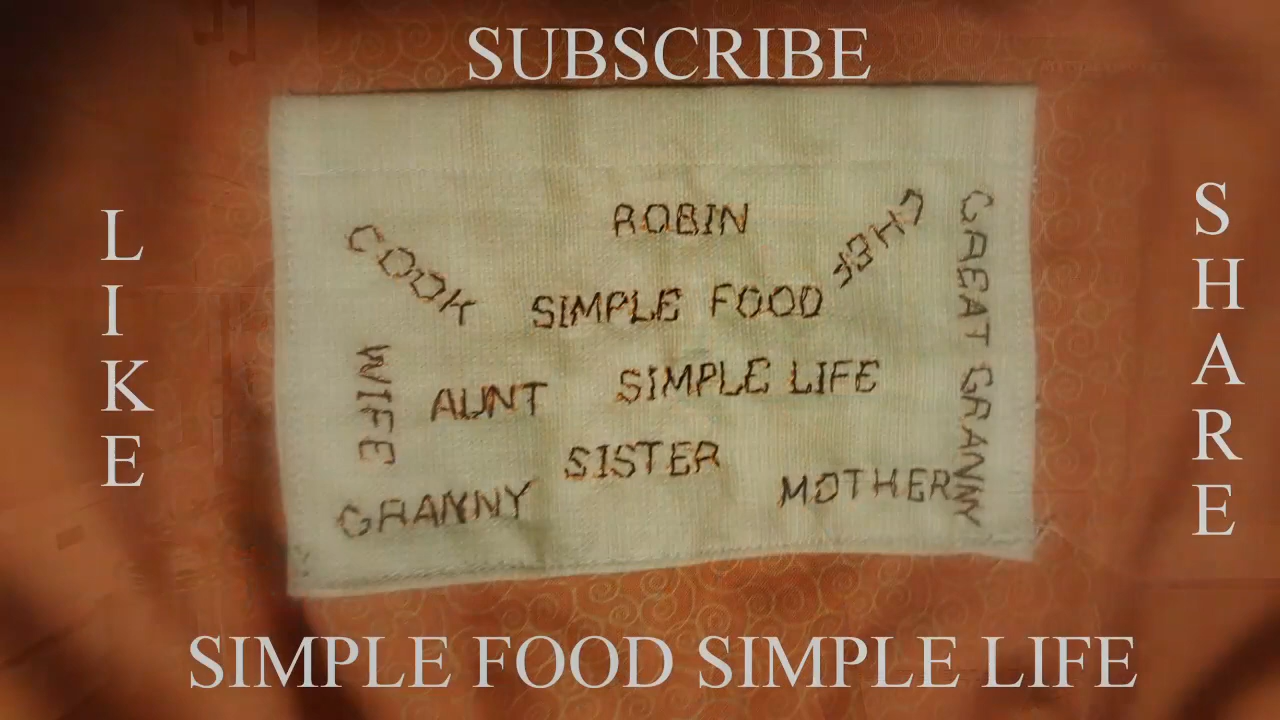 SUBSCRIBE
LIKE
SHARE
ROBIN
COOK
CHEF
GREAT GRANNY
SIMPLE FOOD
SIMPLE LIFE
WIFE
AUNT
SISTER
MOTHER
GRANNY
SIMPLE FOOD SIMPLE LIFE